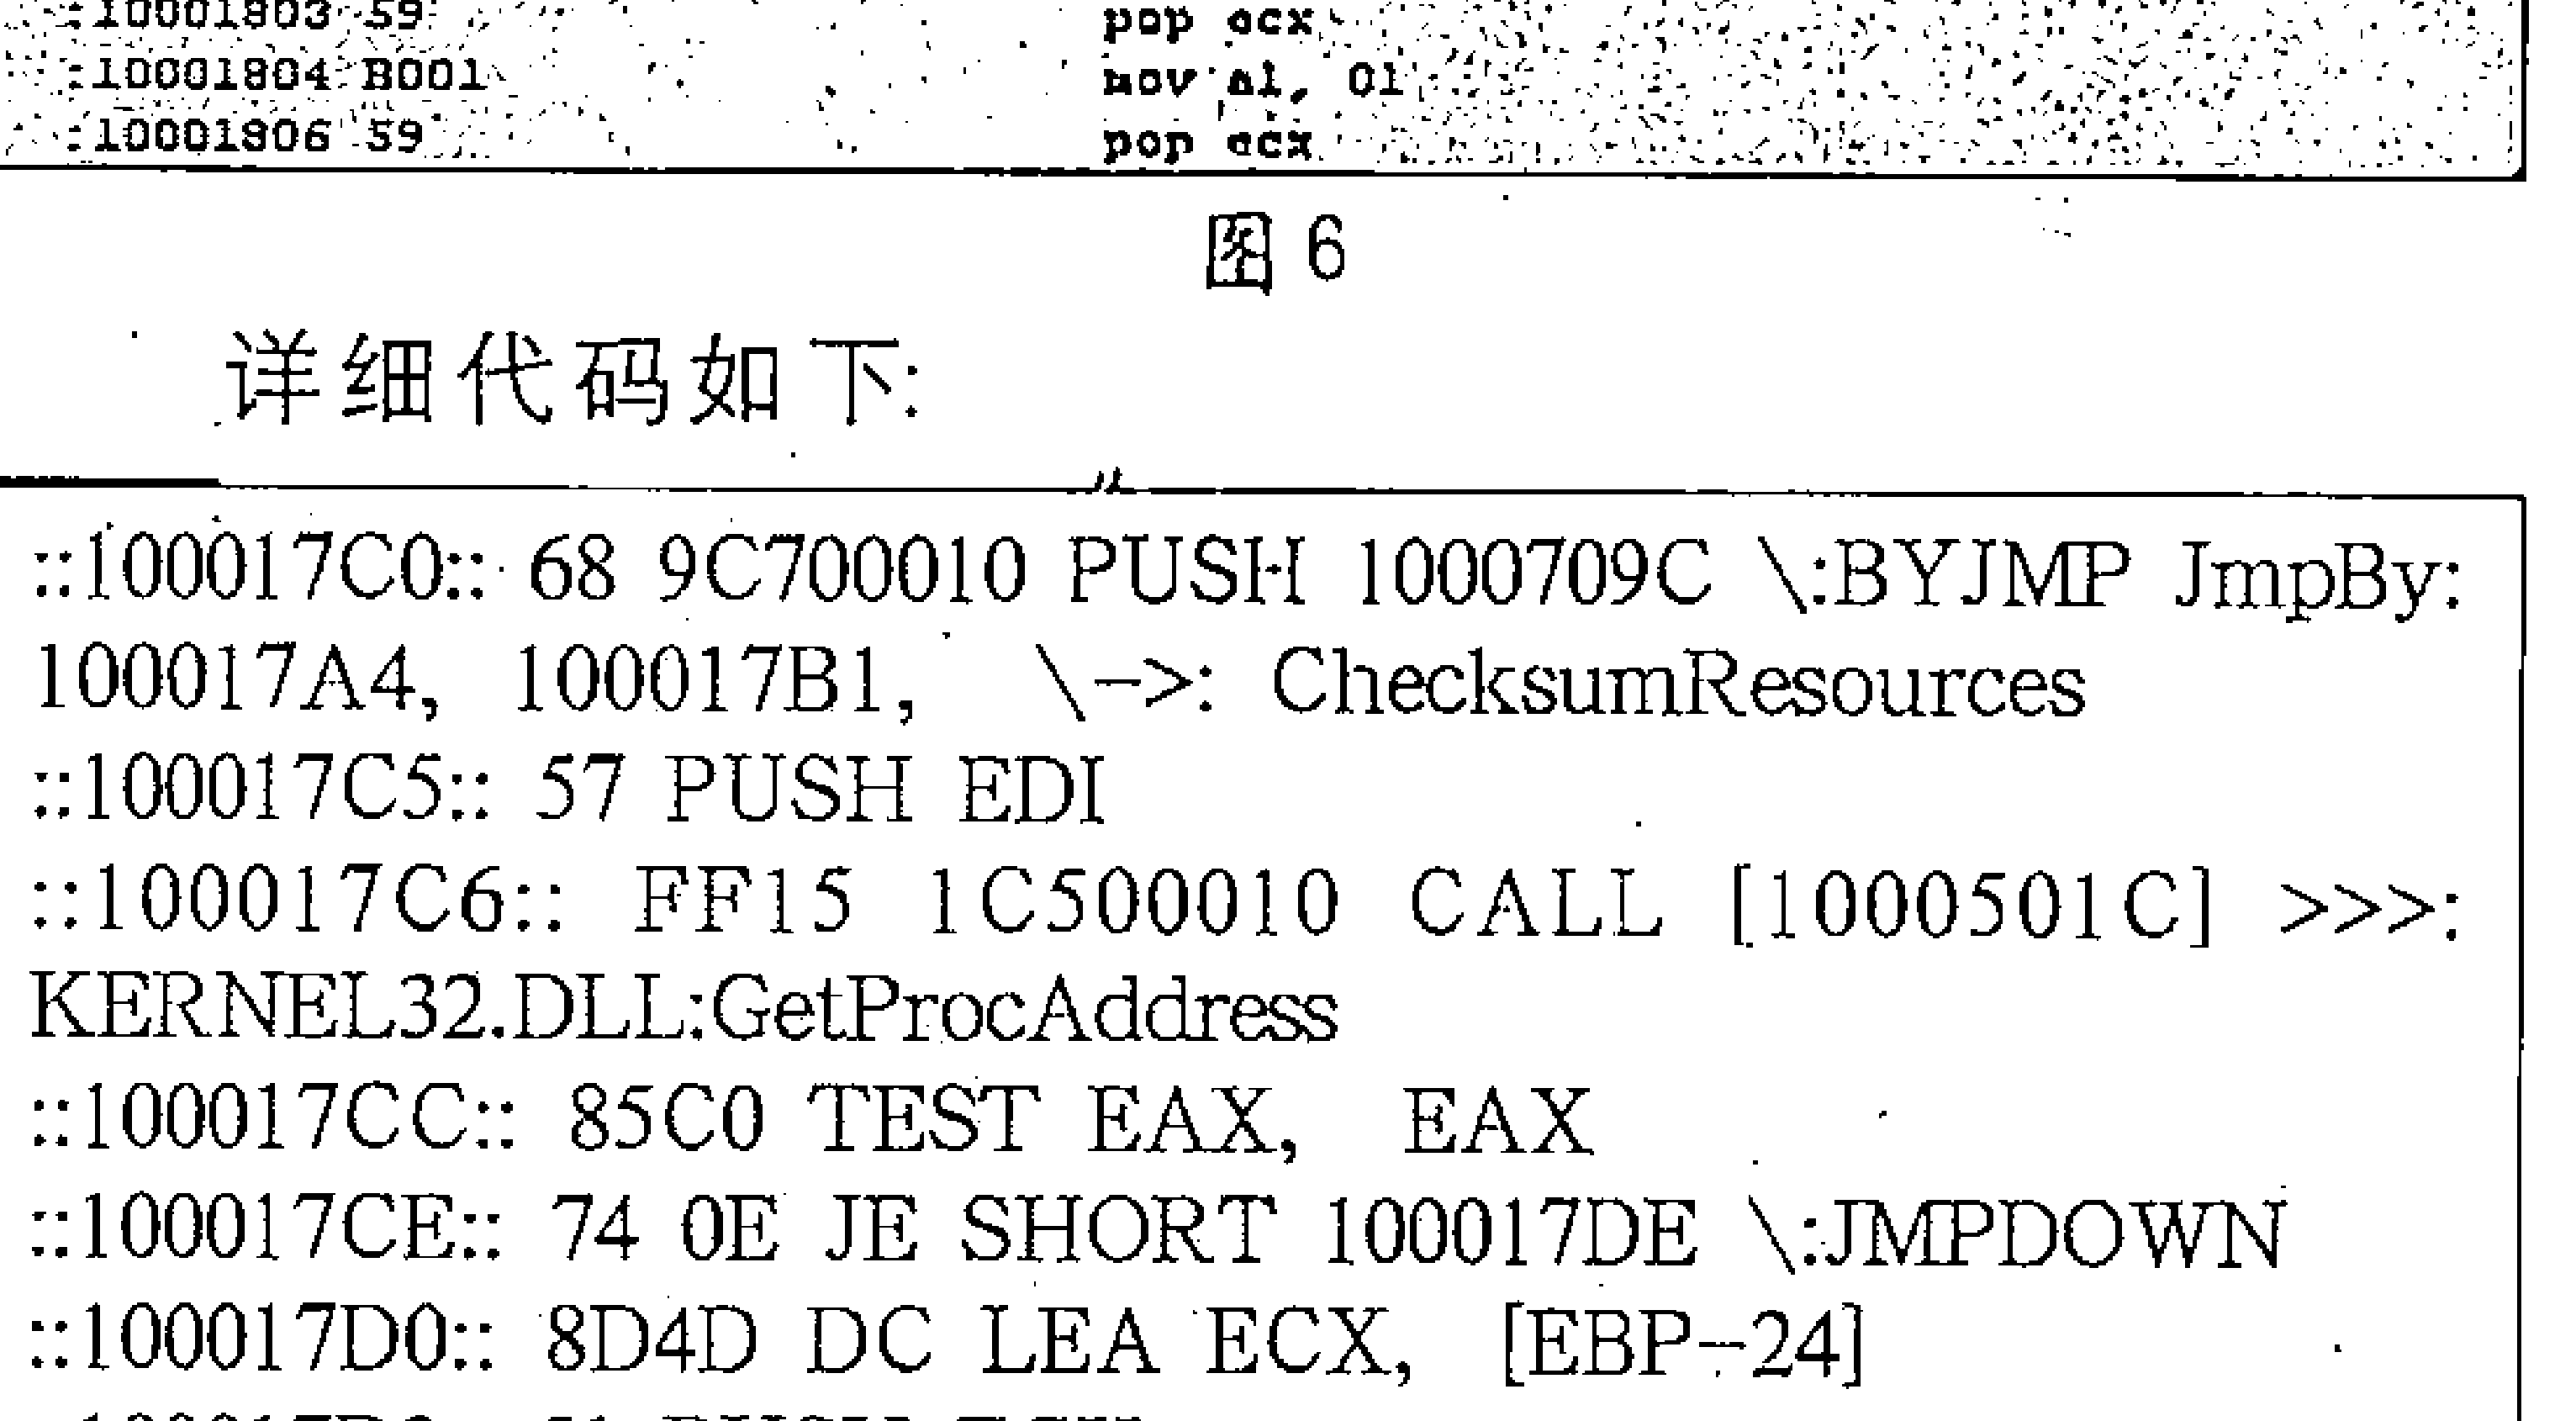 :10001803 59 pop ecx
:10001804 B001 mov al, 01
:10001806 59 pop ecx
图 6
详细代码如下:
::100017C0:: 68 9C700010 PUSH 1000709C \:BYJMP JmpBy:
100017A4, 100017B1, \->: ChecksumResources
::100017C5:: 57 PUSH EDI
::100017C6:: FF15 1C500010 CALL [1000501C] >>>:
KERNEL32.DLL:GetProcAddress
::100017CC:: 85C0 TEST EAX, EAX
::100017CE:: 74 0E JE SHORT 100017DE \:JMPDOWN
::100017D0:: 8D4D DC LEA ECX, [EBP-24]